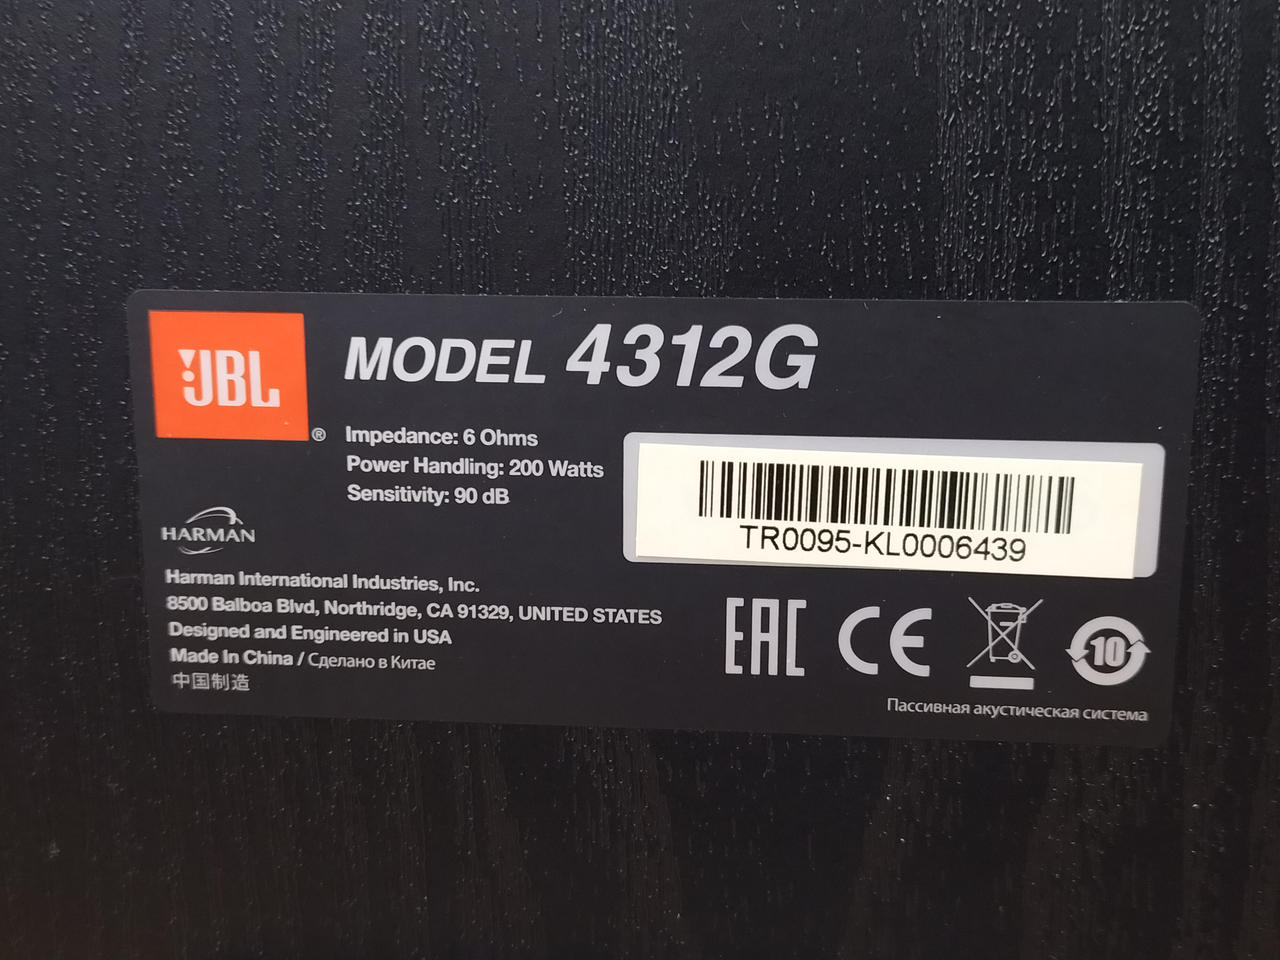 JBL
®
MODEL 4312G
Impedance: 6 Ohms
Power Handling: 200 Watts
Sensitivity: 90 dB
TR0095-KL0006439
HARMAN
Harman International Industries, Inc.
8500 Balboa Blvd, Northridge, CA 91329, UNITED STATES
Designed and Engineered in USA
Made In China / Сделано в Китае
中国制造
EAC CE 10
Пассивная акустическая система